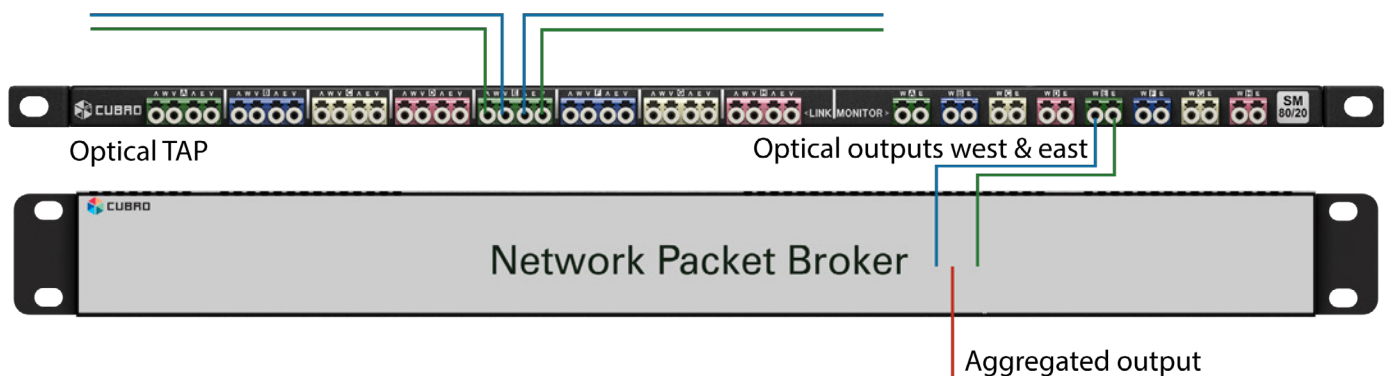 CUBRO
Λ W V A Λ E V
Λ W V B Λ E V
Λ W V C Λ E V
Λ W V D Λ E V
Λ W V E Λ E V
Λ W V F Λ E V
Λ W V G Λ E V
Λ W V H Λ E V
<LINK MONITOR>
W A E
W B E
W C E
W D E
W E E
W F E
W G E
W H E
SM
80/20
Optical TAP
Optical outputs west & east
CUBRO
Network Packet Broker
Aggregated output